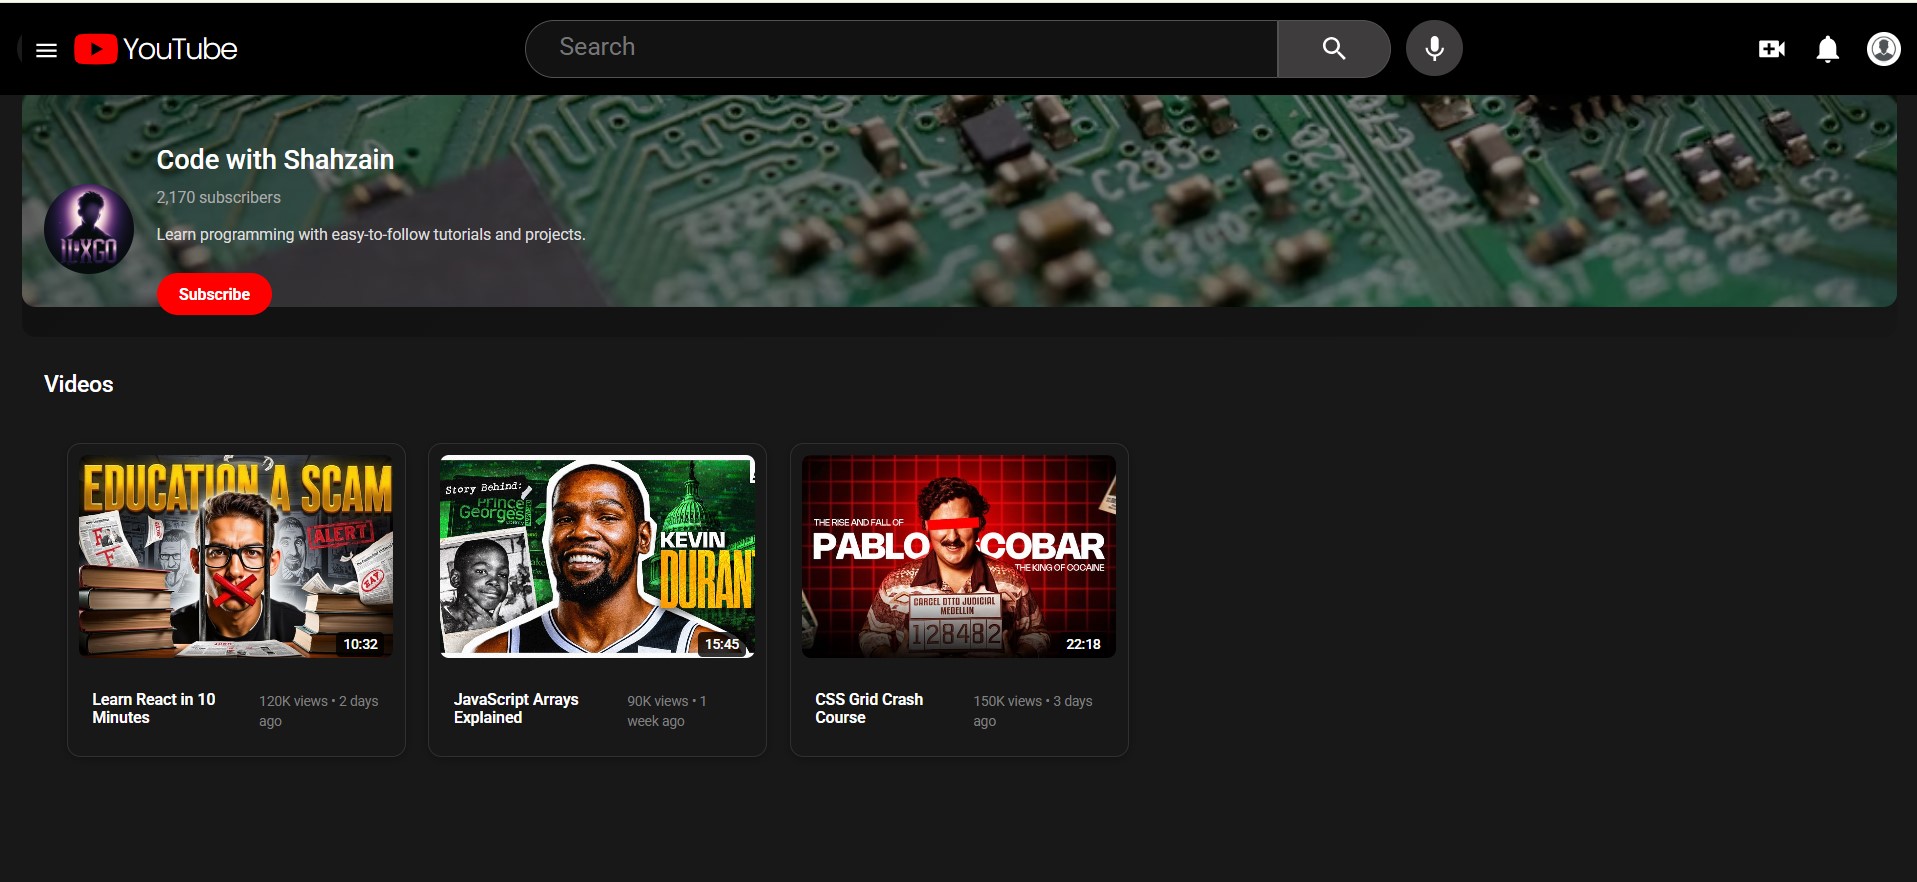 YouTube
Search
Code with Shahzain
2,170 subscribers
Learn programming with easy-to-follow tutorials and projects.
Subscribe
Videos
EDUCATION A SCAM
ALERT
10:32
Learn React in 10
Minutes
120K views • 2 days
ago
Story Behind:
Prince
Georges
KEVIN
DURANT
15:45
JavaScript Arrays
Explained
90K views • 1
week ago
THE RISE AND FALL OF
PABLO COBAR
THE KING OF COCAINE
CARCEL DTTO JUDICIAL
MEDELLIN
128482
22:18
CSS Grid Crash
Course
150K views • 3 days
ago